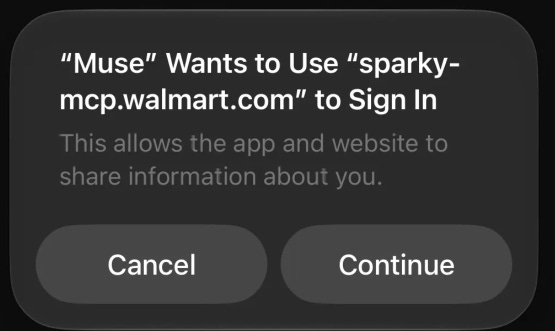 “Muse” Wants to Use “sparky-
mcp.walmart.com” to Sign In
This allows the app and website to
share information about you.
Cancel
Continue